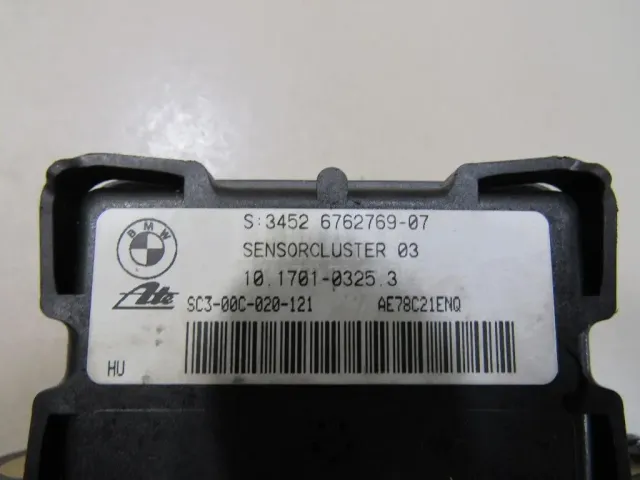 BMW
S:3452 6762769-07
SENSORCLUSTER 03
10.1701-0325.3
Ate
SC3-00C-020-121 AE78C21ENQ
HU